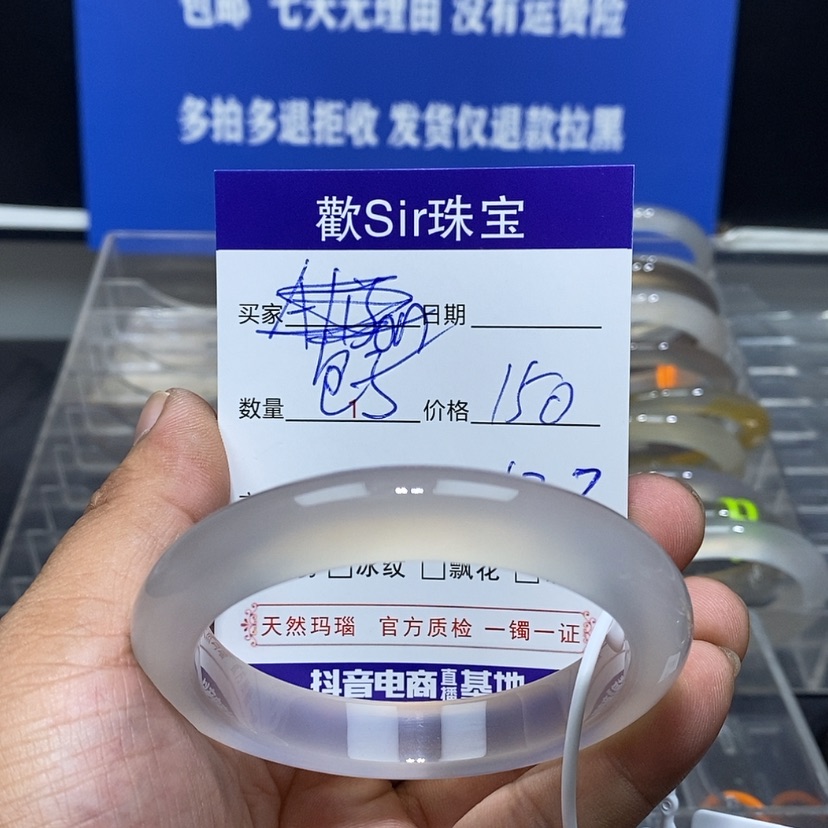 包邮 七天无理由 没有运费险
多拍多退拒收 发货仅退款拉黑
歡Sir珠宝
买家 日期
数量 1 价格 150
冰纹 飘花
天然玛瑙 官方质检 一镯一证
抖音电商直播基地